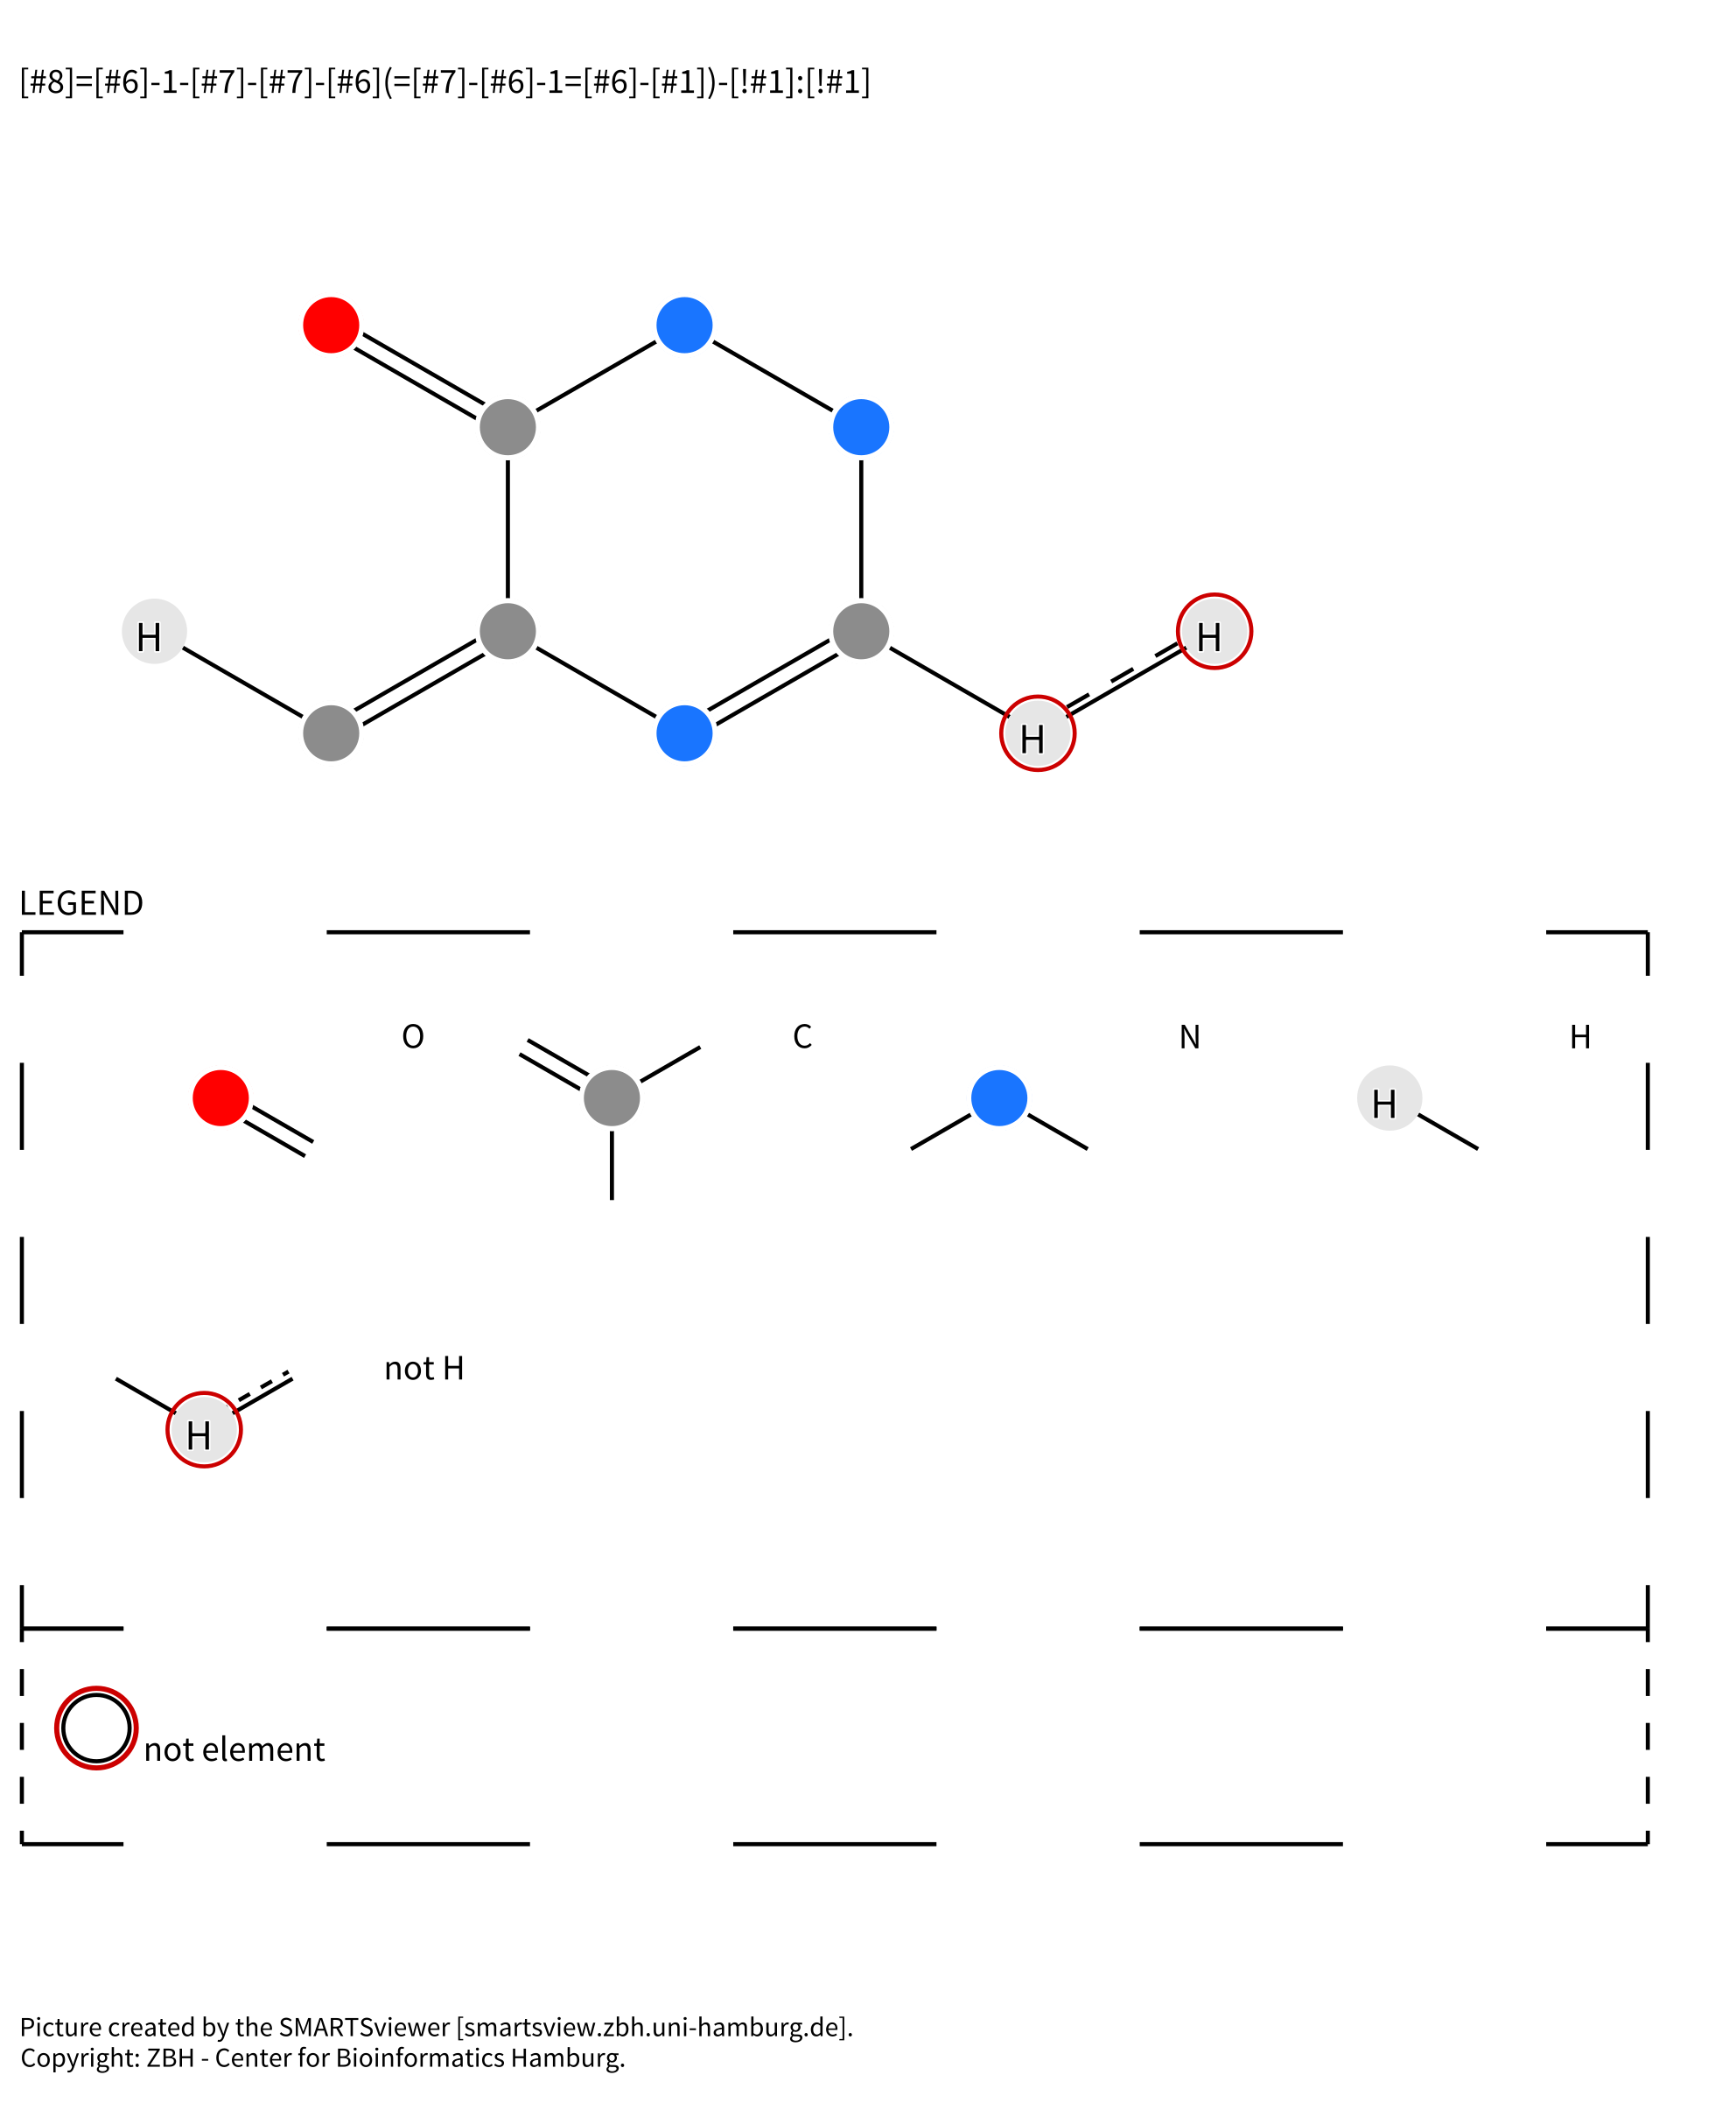 [#8]=[#6]-1-[#7]-[#7]-[#6](=[#7]-[#6]-1=[#6]-[#1])-[!#1]:[!#1]
H
H
H
LEGEND
O
C
N
H
H
not H
H
not element
Picture created by the SMARTSviewer [smartsview.zbh.uni-hamburg.de].
Copyright: ZBH - Center for Bioinformatics Hamburg.